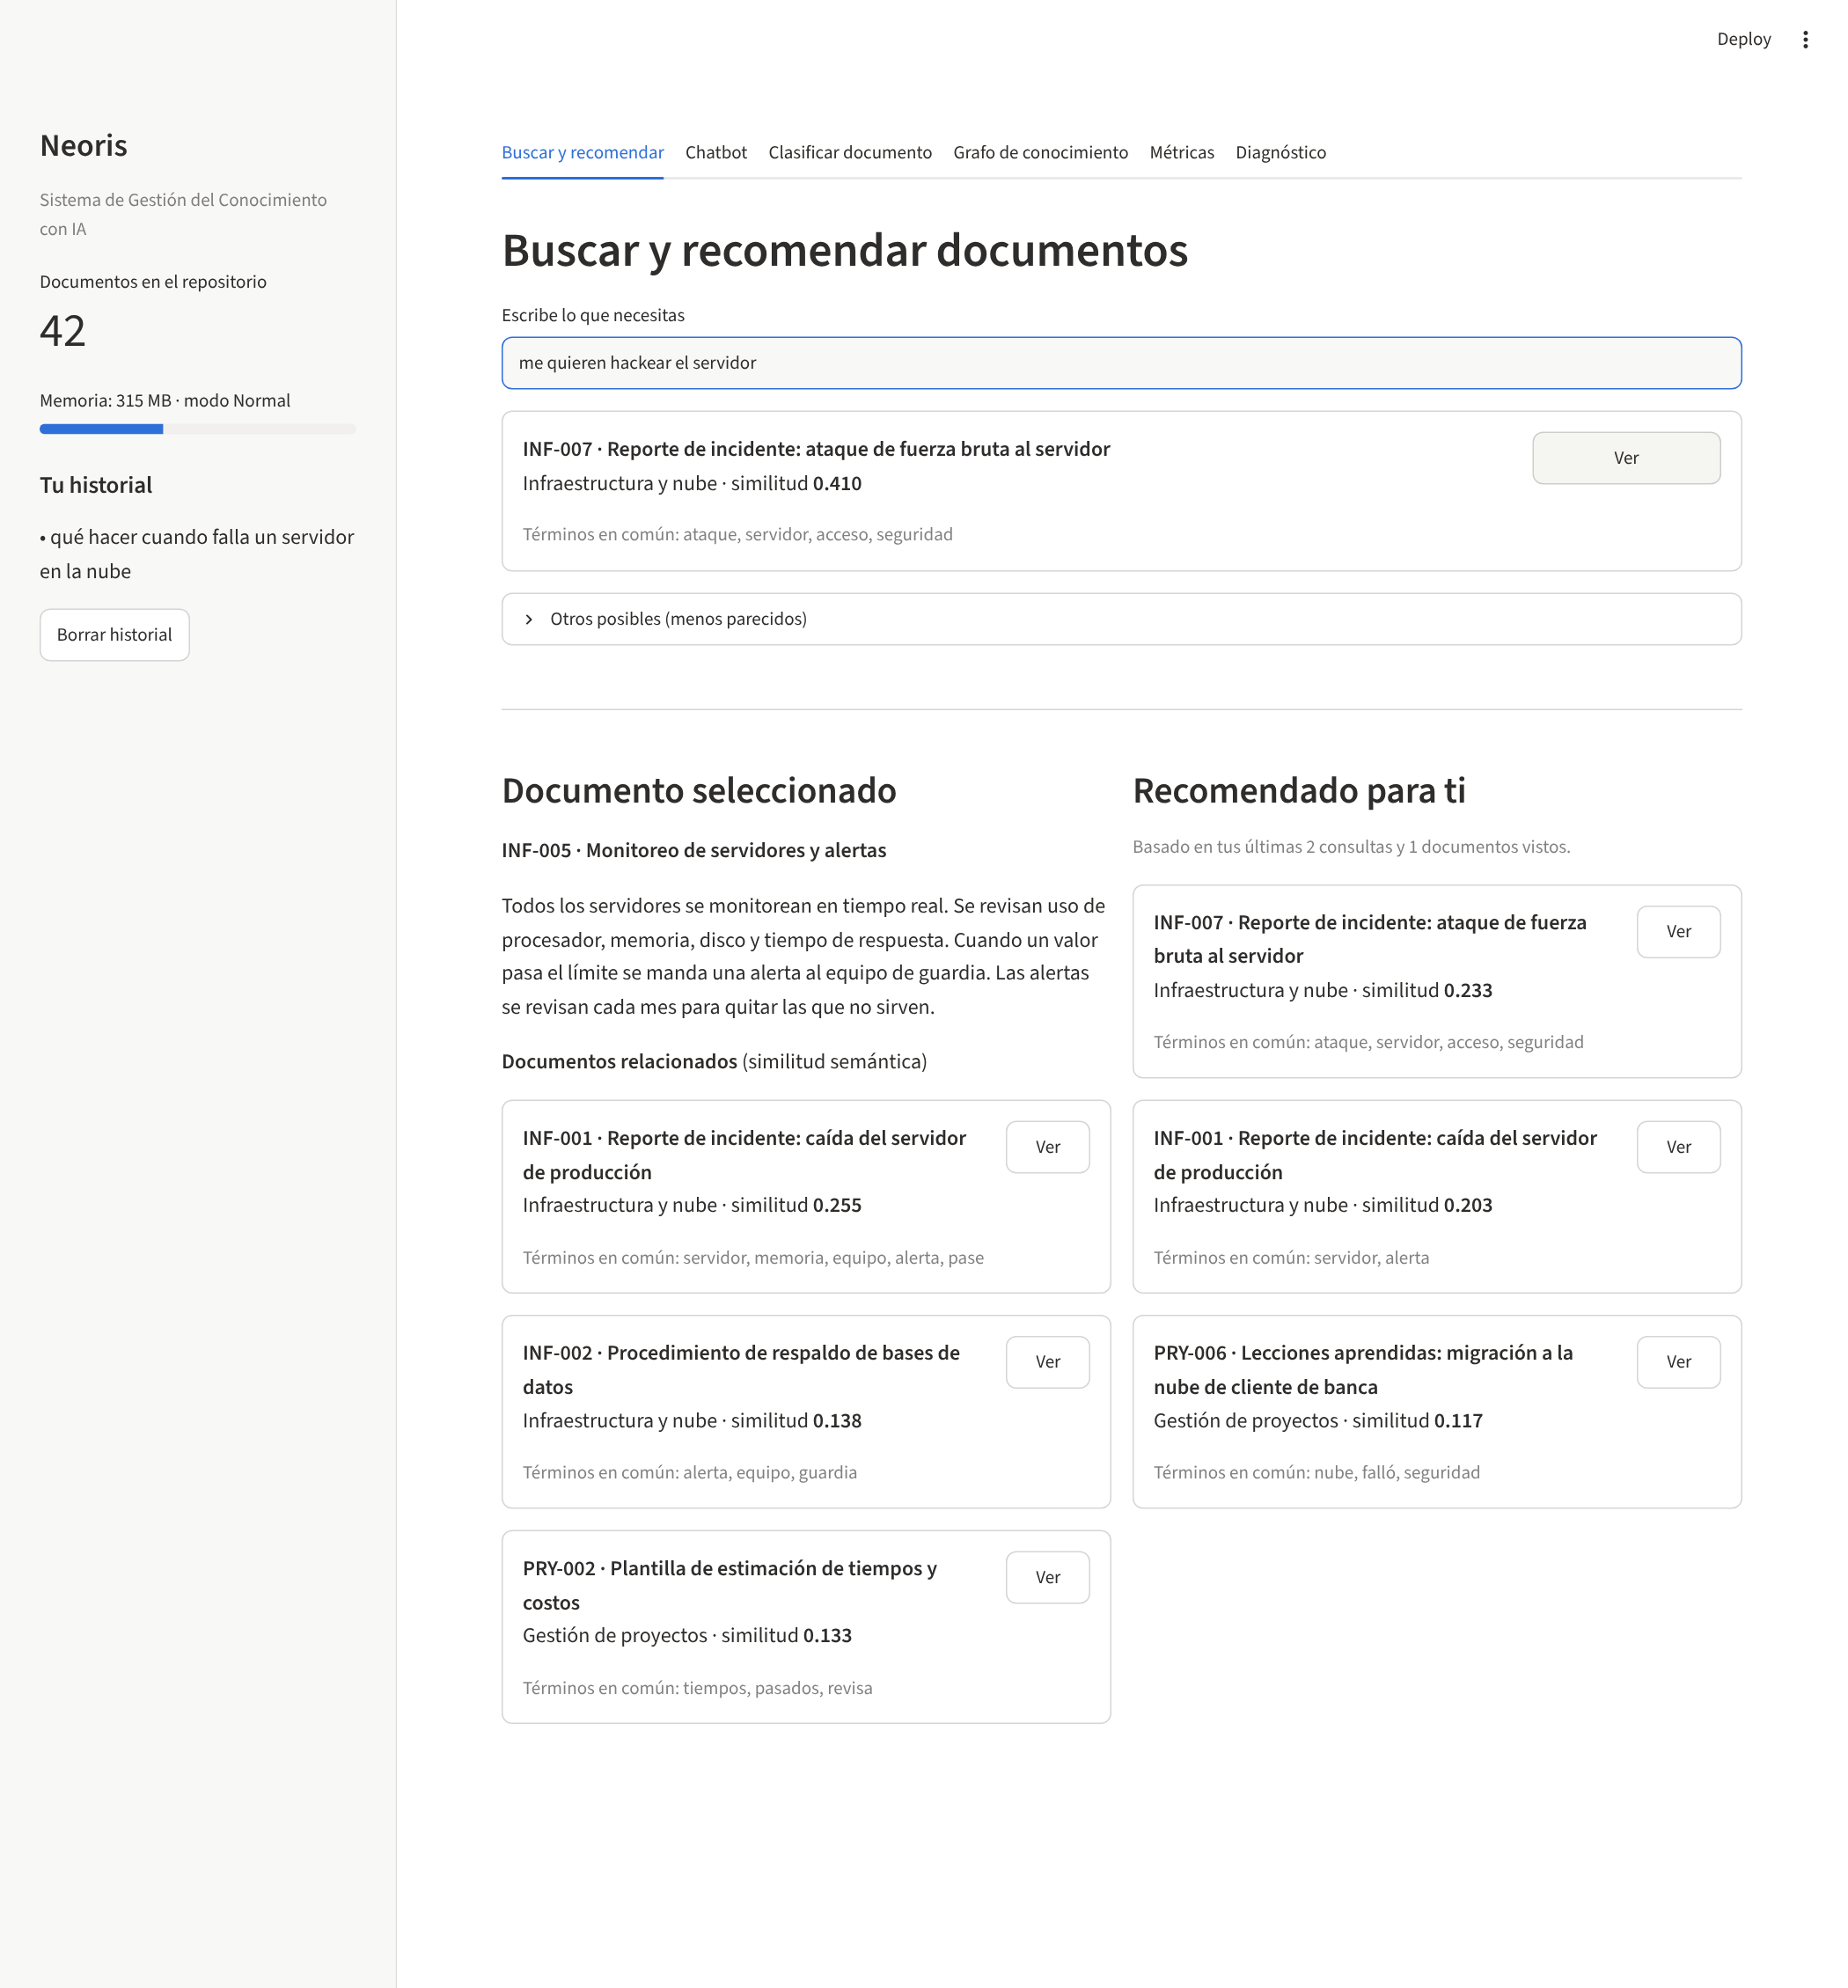 Deploy
Neoris
Sistema de Gestión del Conocimiento
con IA
Documentos en el repositorio
42
Memoria: 315 MB · modo Normal
Tu historial
• qué hacer cuando falla un servidor
en la nube
Borrar historial
Buscar y recomendar
Chatbot
Clasificar documento
Grafo de conocimiento
Métricas
Diagnóstico
Buscar y recomendar documentos
Escribe lo que necesitas
me quieren hackear el servidor
INF-007 · Reporte de incidente: ataque de fuerza bruta al servidor
Ver
Infraestructura y nube · similitud 0.410
Términos en común: ataque, servidor, acceso, seguridad
Otros posibles (menos parecidos)
Documento seleccionado
INF-005 · Monitoreo de servidores y alertas
Todos los servidores se monitorean en tiempo real. Se revisan uso de
procesador, memoria, disco y tiempo de respuesta. Cuando un valor
pasa el límite se manda una alerta al equipo de guardia. Las alertas
se revisan cada mes para quitar las que no sirven.
Documentos relacionados (similitud semántica)
INF-001 · Reporte de incidente: caída del servidor
de producción
Ver
Infraestructura y nube · similitud 0.255
Términos en común: servidor, memoria, equipo, alerta, pase
INF-002 · Procedimiento de respaldo de bases de
datos
Ver
Infraestructura y nube · similitud 0.138
Términos en común: alerta, equipo, guardia
PRY-002 · Plantilla de estimación de tiempos y
costos
Ver
Gestión de proyectos · similitud 0.133
Términos en común: tiempos, pasados, revisa
Recomendado para ti
Basado en tus últimas 2 consultas y 1 documentos vistos.
INF-007 · Reporte de incidente: ataque de fuerza
bruta al servidor
Ver
Infraestructura y nube · similitud 0.233
Términos en común: ataque, servidor, acceso, seguridad
INF-001 · Reporte de incidente: caída del servidor
de producción
Ver
Infraestructura y nube · similitud 0.203
Términos en común: servidor, alerta
PRY-006 · Lecciones aprendidas: migración a la
nube de cliente de banca
Ver
Gestión de proyectos · similitud 0.117
Términos en común: nube, falló, seguridad